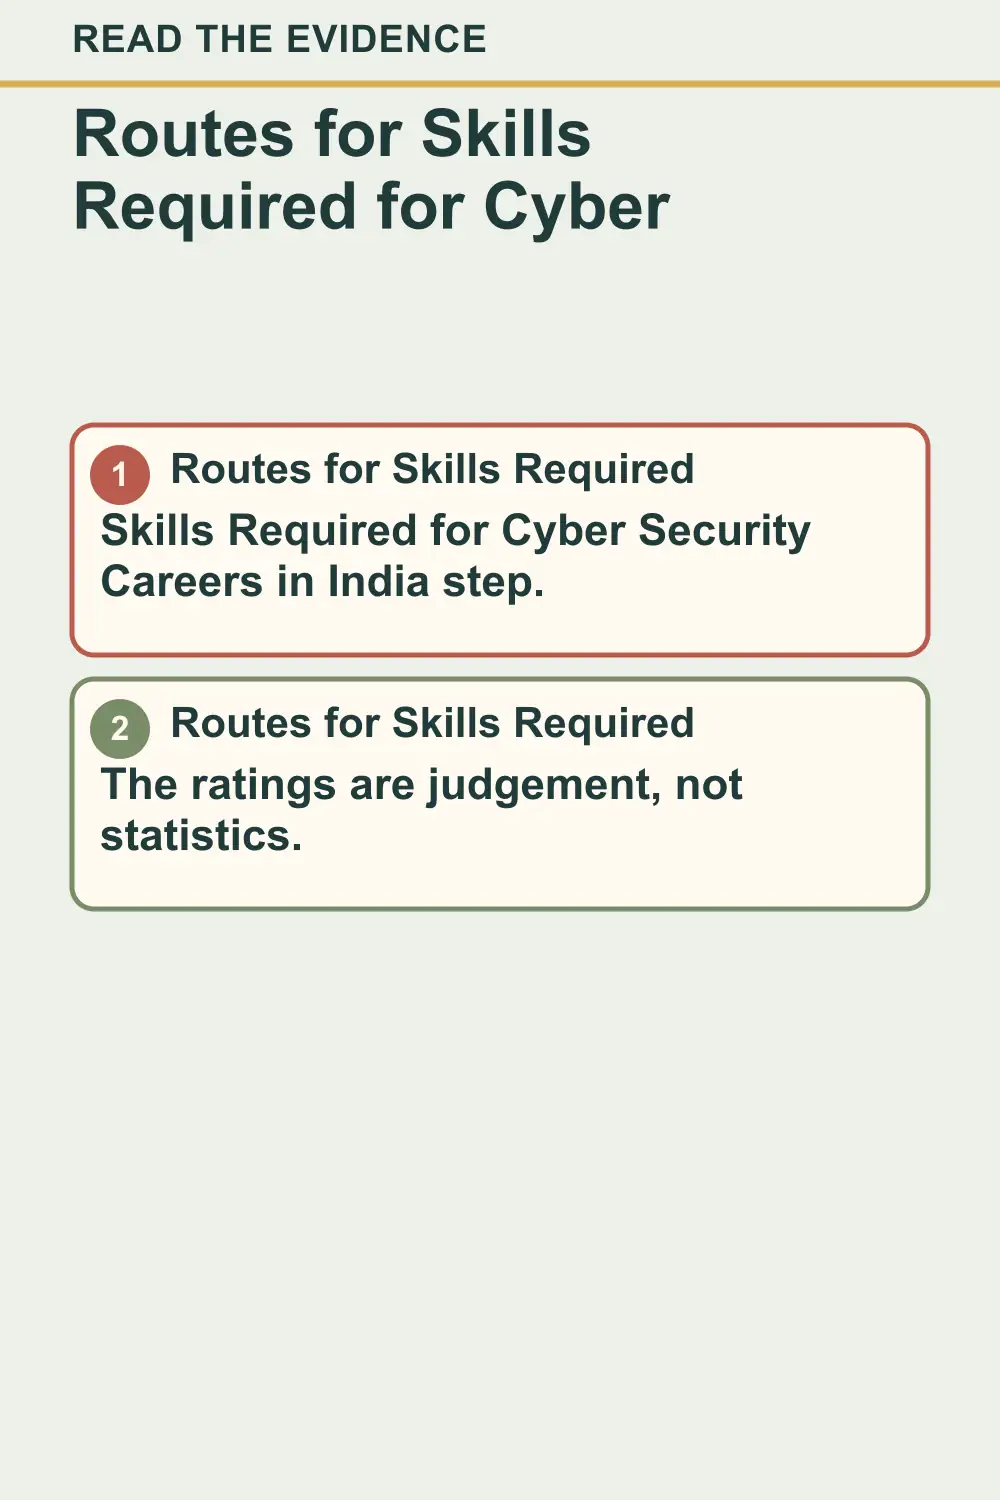 READ THE EVIDENCE
Routes for Skills
Required for Cyber
1 Routes for Skills Required
Skills Required for Cyber Security
Careers in India step.
2 Routes for Skills Required
The ratings are judgement, not
statistics.